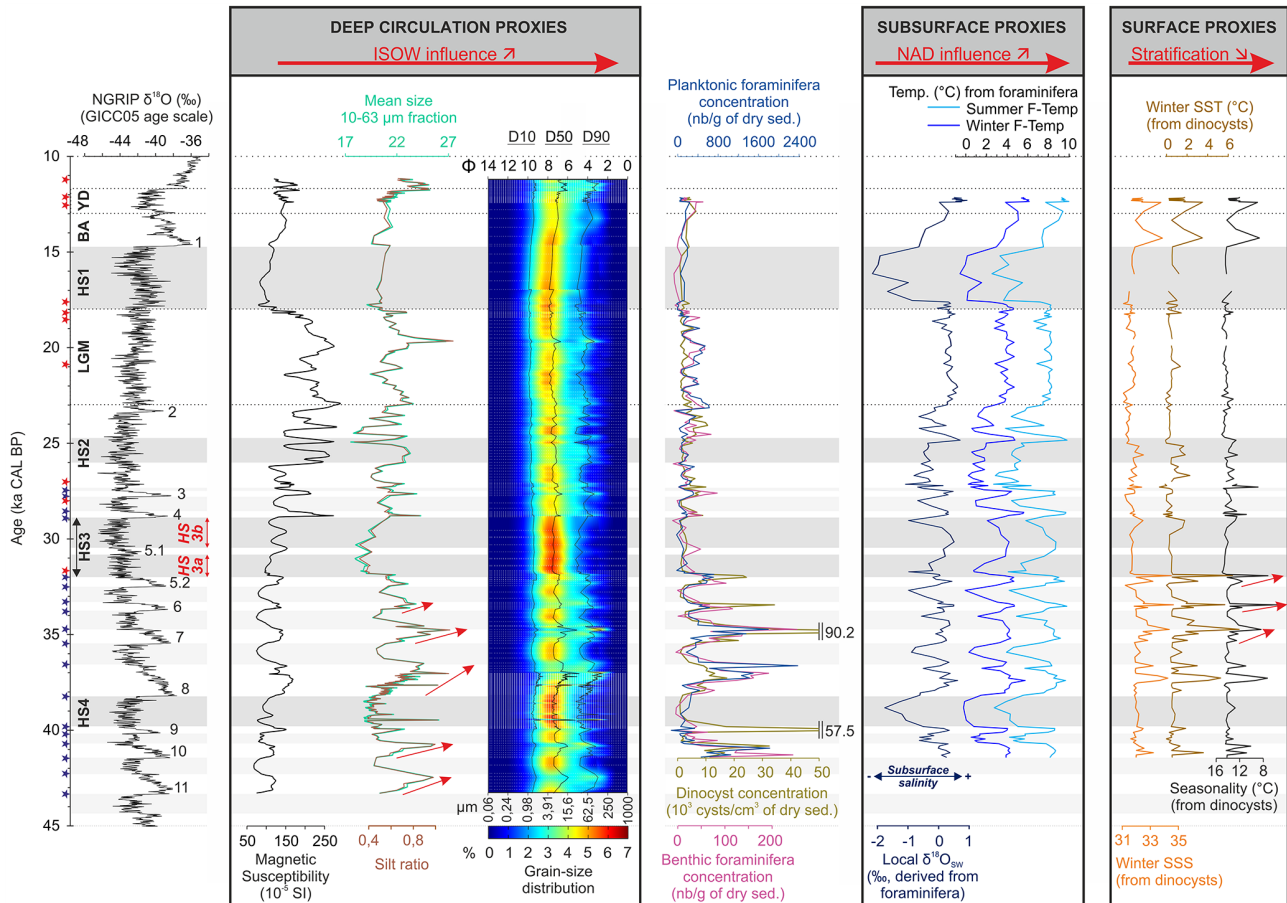 DEEP CIRCULATION PROXIES
ISOW influence ↗
SUBSURFACE PROXIES
NAD influence ↗
SURFACE PROXIES
Stratification ↘
NGRIP δ18O (‰)
(GICC05 age scale)
-48 -44 -40 -36 -34
Mean size
10-63 µm fraction
17 22 27
D10 D50 D90
Φ 14 12 10 8 6 4 2 0
Planktonic foraminifera
concentration
(nb/g of dry sed.)
0 800 1600 2400
Temp. (°C) from foraminifera
Summer F-Temp
Winter F-Temp
0 2 4 6 8 10
Winter SST (°C)
(from dinocysts)
0 2 6
Age (ka CAL BP)
10
15
20
25
30
35
40
45
YD
BA
HS1
LGM
HS2
HS3
HS4
HS 3b
HS 3a
1
2
3
4
5.1
5.2
6
7
8
9
10
11
90.2
57.5
50 150 250
Magnetic
Susceptibility
(10-5 SI)
0,4 0,8
Silt ratio
µm 0,06 0,24 0,98 3,91 15,6 62,5 250 1000
% 0 1 2 3 4 5 6 7
Grain-size
distribution
0 10 20 30 40 50
Dinocyst concentration
(103 cysts/cm3 of dry sed.)
0 100 200
Benthic foraminifera
concentration
(nb/g of dry sed.)
- Subsurface +
salinity
-2 -1 0 1
Local δ18OSW
(‰, derived from
foraminifera)
16 12 8
Seasonality (°C)
(from dinocysts)
31 33 35
Winter SSS
(from dinocysts)